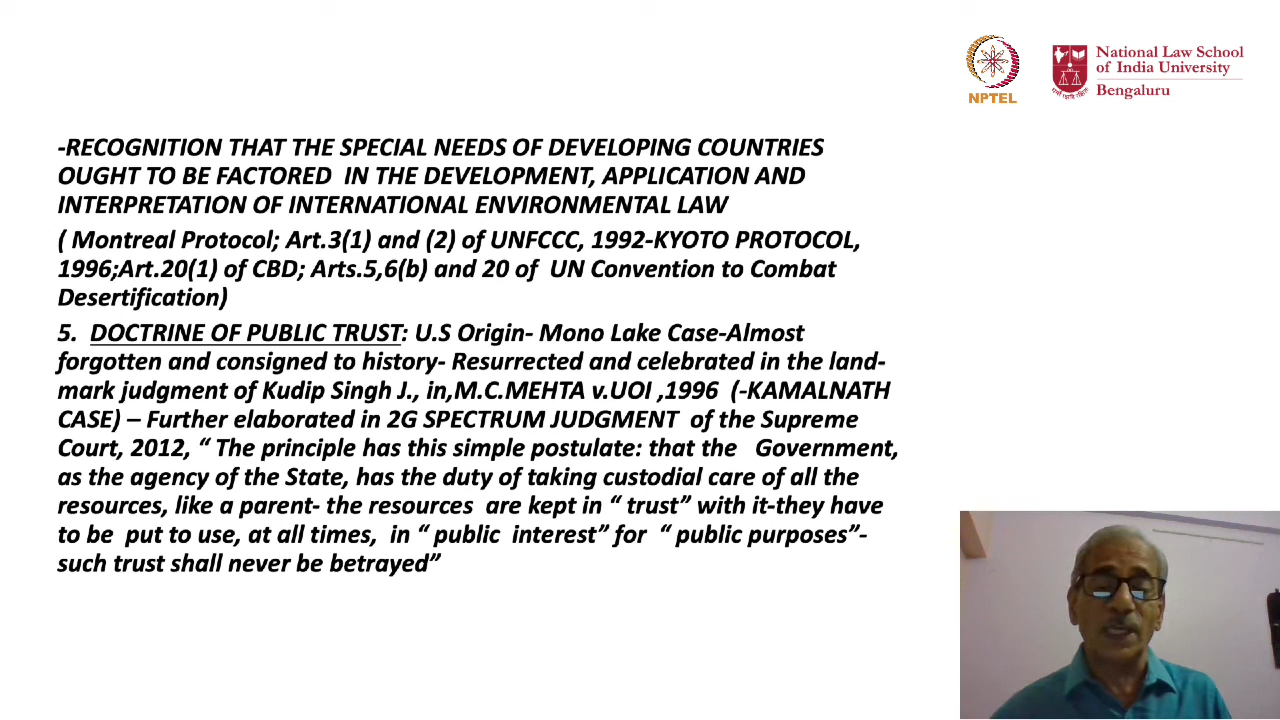 NPTEL
National Law School
of India University
Bengaluru
-RECOGNITION THAT THE SPECIAL NEEDS OF DEVELOPING COUNTRIES
OUGHT TO BE FACTORED IN THE DEVELOPMENT, APPLICATION AND
INTERPRETATION OF INTERNATIONAL ENVIRONMENTAL LAW
( Montreal Protocol; Art.3(1) and (2) of UNFCCC, 1992-KYOTO PROTOCOL,
1996;Art.20(1) of CBD; Arts.5,6(b) and 20 of UN Convention to Combat
Desertification)
5. DOCTRINE OF PUBLIC TRUST: U.S Origin- Mono Lake Case-Almost
forgotten and consigned to history- Resurrected and celebrated in the land-
mark judgment of Kudip Singh J., in,M.C.MEHTA v.UOI ,1996 (-KAMALNATH
CASE) – Further elaborated in 2G SPECTRUM JUDGMENT of the Supreme
Court, 2012, “ The principle has this simple postulate: that the Government,
as the agency of the State, has the duty of taking custodial care of all the
resources, like a parent- the resources are kept in “ trust” with it-they have
to be put to use, at all times, in “ public interest” for “ public purposes”-
such trust shall never be betrayed”